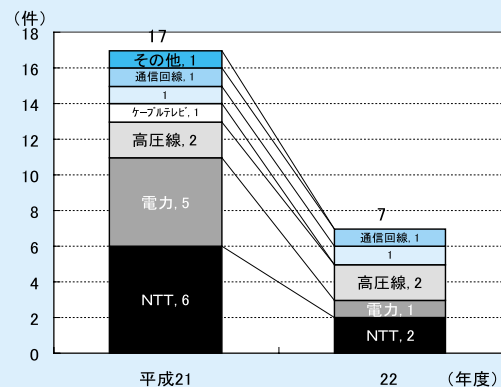 (件)
18
16
14
12
10
8
6
4
2
0
17
その他, 1
通信回線, 1
1
ケーブルテレビ, 1
高圧線, 2
電力, 5
NTT, 6
7
通信回線, 1
1
高圧線, 2
電力, 1
NTT, 2
平成21
22
(年度)